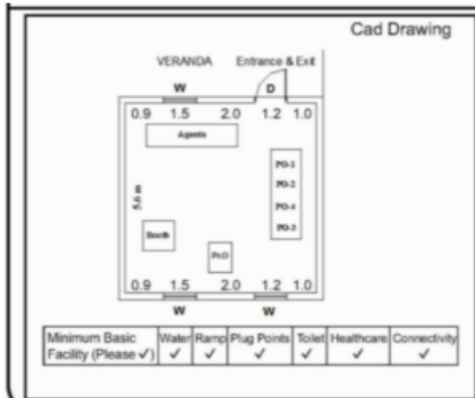 Cad Drawing
VERANDA Entrance & Exit
W D
0.9 1.5 2.0 1.2 1.0
Agents
PO-1
PO-2
PO-4
PO-3
5.6 m
Booth
PrO
0.9 1.5 2.0 1.2 1.0
W W
Minimum Basic Facility (Please ✓) Water Ramp Plug Points Toilet Healthcare Connectivity
✓ ✓ ✓ ✓ ✓ ✓